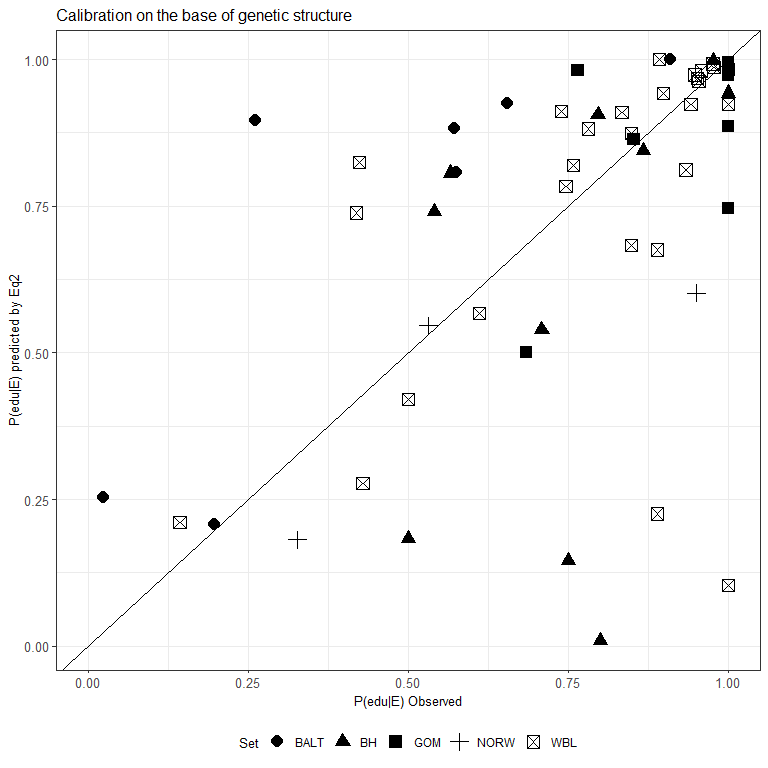 Calibration on the base of genetic structure
P(edu|E) predicted by Eq2
1.00
0.75
0.50
0.25
0.00
0.00 0.25 0.50 0.75 1.00
P(edu|E) Observed
Set BALT BH GOM NORW WBL